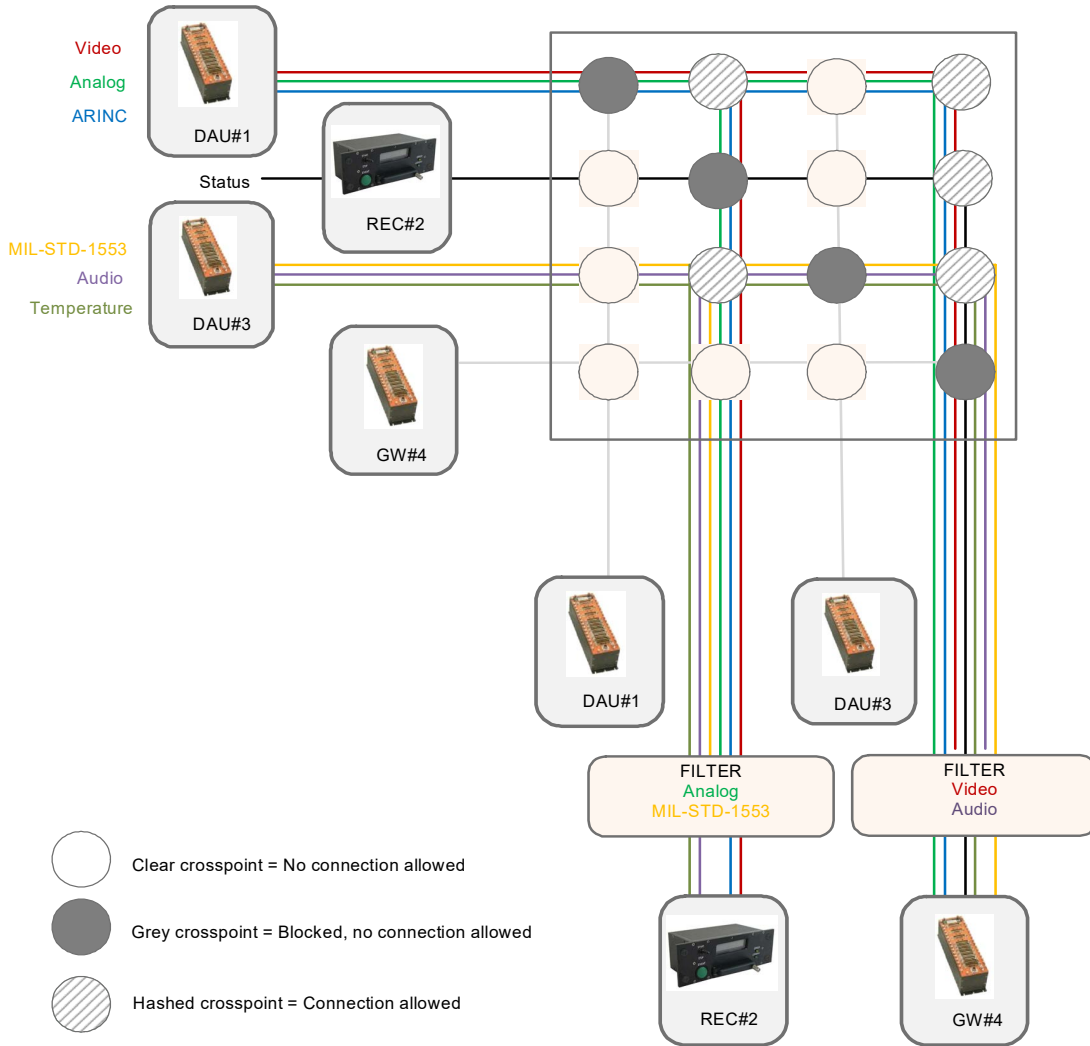 Video
Analog
ARINC
DAU#1
Status
REC#2
MIL-STD-1553
Audio
Temperature
DAU#3
GW#4
DAU#1
DAU#3
FILTER
Analog
MIL-STD-1553
FILTER
Video
Audio
Clear crosspoint = No connection allowed
Grey crosspoint = Blocked, no connection allowed
Hashed crosspoint = Connection allowed
REC#2
GW#4